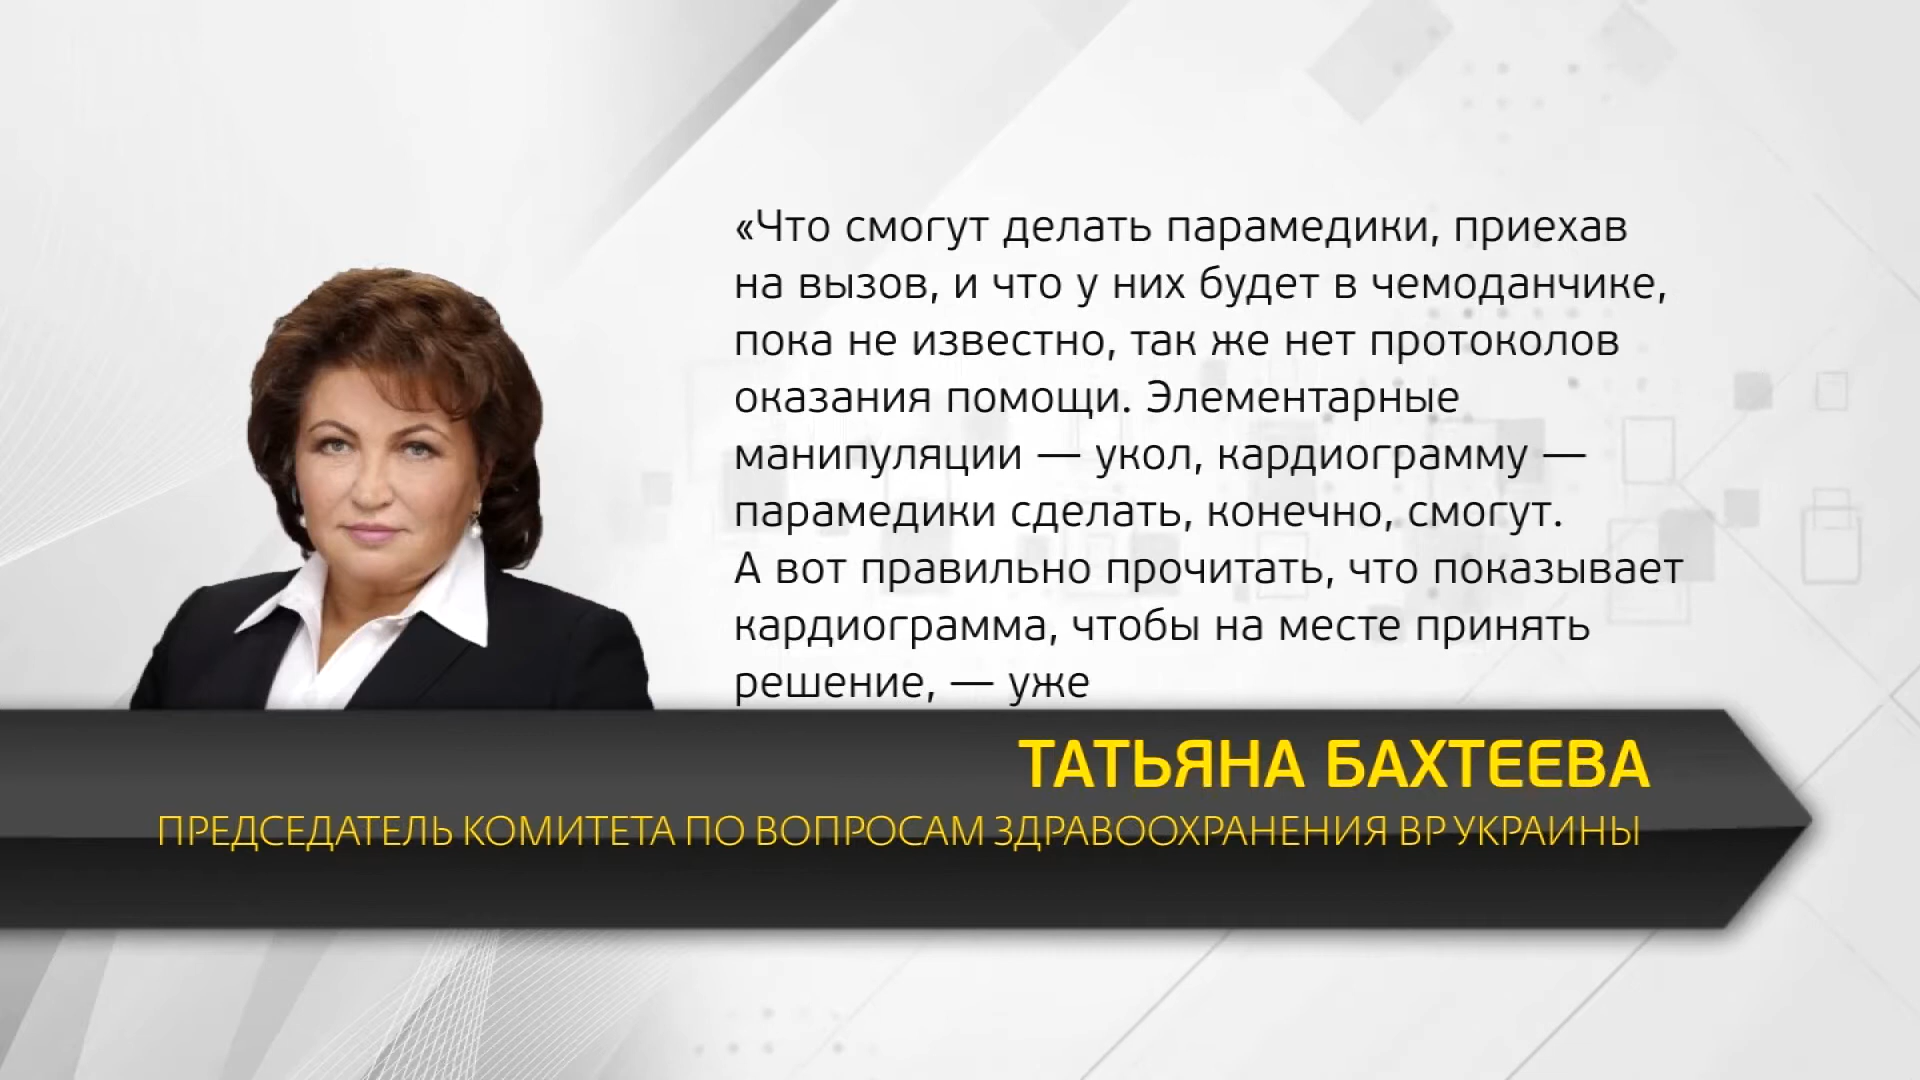 «Что смогут делать парамедики, приехав
на вызов, и что у них будет в чемоданчике,
пока не известно, так же нет протоколов
оказания помощи. Элементарные
манипуляции — укол, кардиограмму —
парамедики сделать, конечно, смогут.
А вот правильно прочитать, что показывает
кардиограмма, чтобы на месте принять
решение, — уже
ТАТЬЯНА БАХТЕЕВА
ПРЕДСЕДАТЕЛЬ КОМИТЕТА ПО ВОПРОСАМ ЗДРАВООХРАНЕНИЯ ВР УКРАИНЫ